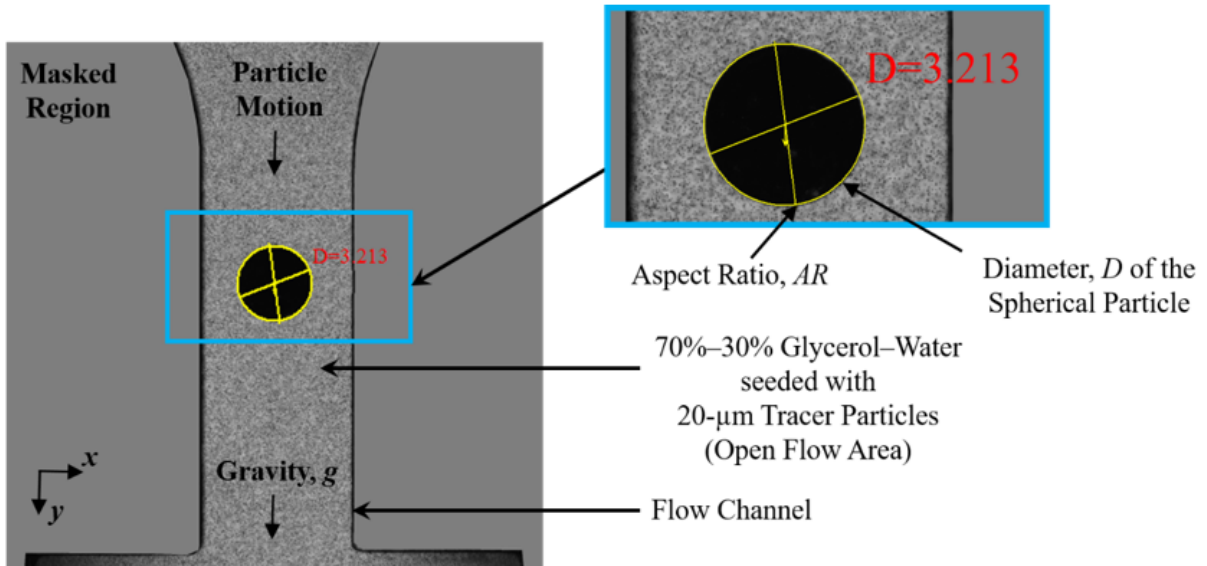 Masked
Region
Particle
Motion
D=3.213
D=3.213
Aspect Ratio, AR
Diameter, D of the
Spherical Particle
70%–30% Glycerol–Water
seeded with
20-µm Tracer Particles
(Open Flow Area)
x
y
Gravity, g
Flow Channel